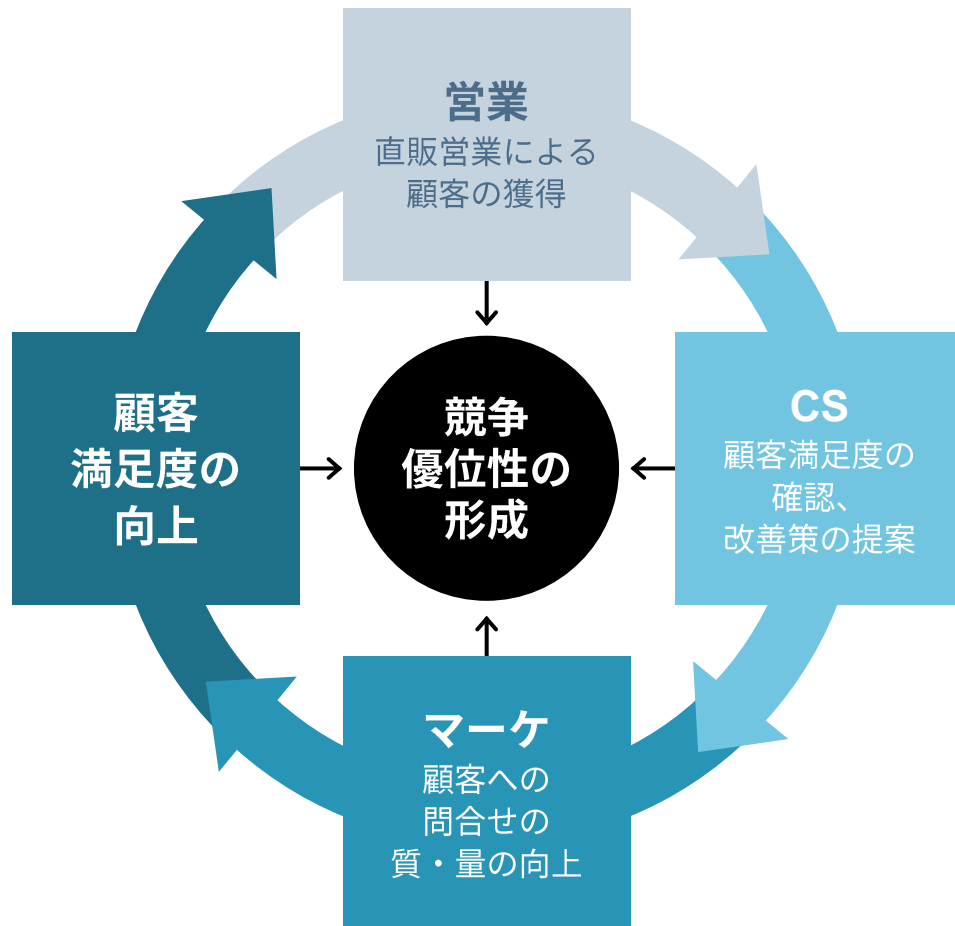 営業
直販営業による
顧客の獲得
顧客
満足度の
向上
競争
優位性の
形成
CS
顧客満足度の
確認、
改善策の提案
マーケ
顧客への
問合せの
質・量の向上